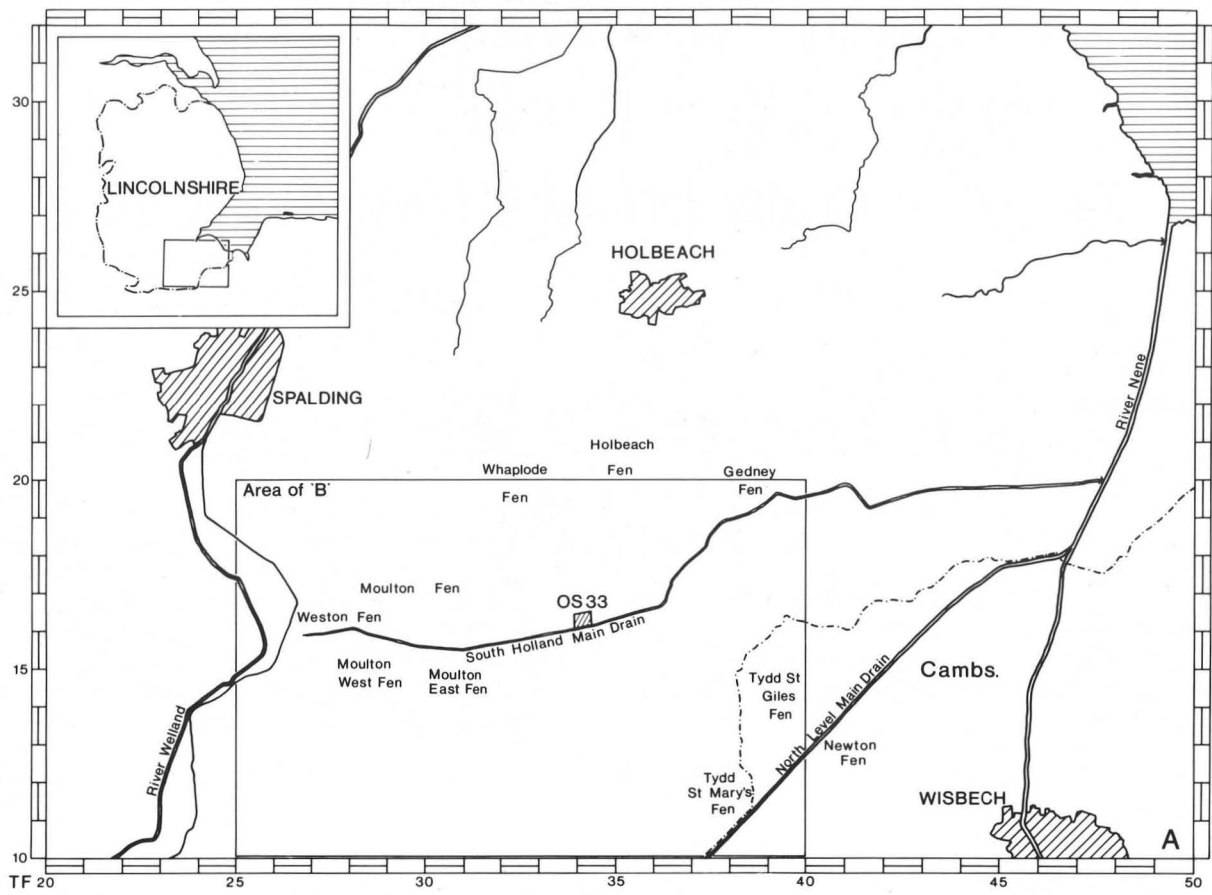 30
LINCOLNSHIRE
HOLBEACH
25
SPALDING
River Nene
Holbeach
Fen
Whaplode
Fen
Gedney
Fen
20
Area of 'B'
Moulton Fen
OS 33
Weston Fen
South Holland Main Drain
15
Moulton
West Fen
Moulton
East Fen
Tydd St
Giles
Fen
Cambs.
North Level Main Drain
Newton
Fen
River Welland
Tydd
St Mary's
Fen
WISBECH
A
10
TF
20
25
30
35
40
45
50